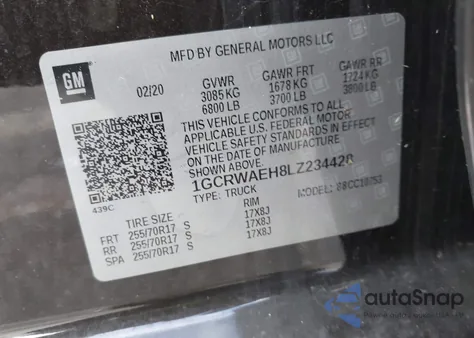 MFD BY GENERAL MOTORS LLC
GM
02/20 GVWR GAWR FRT GAWR RR
3085 KG 1678 KG 1724 KG
6800 LB 3700 LB 3800 LB
THIS VEHICLE CONFORMS TO ALL
APPLICABLE U.S. FEDERAL MOTOR
VEHICLE SAFETY STANDARDS IN EFFECT
ON THE DATE OF MANUFACTURE
SHOWN ABOVE.
1GCRWAEH8LZ234428
439C TYPE: TRUCK MODEL:
TIRE SIZE RIM
FRT 255/70R17 S 17X8J
RR 255/70R17 S 17X8J
SPA 255/70R17 S 17X8J
autoSnap